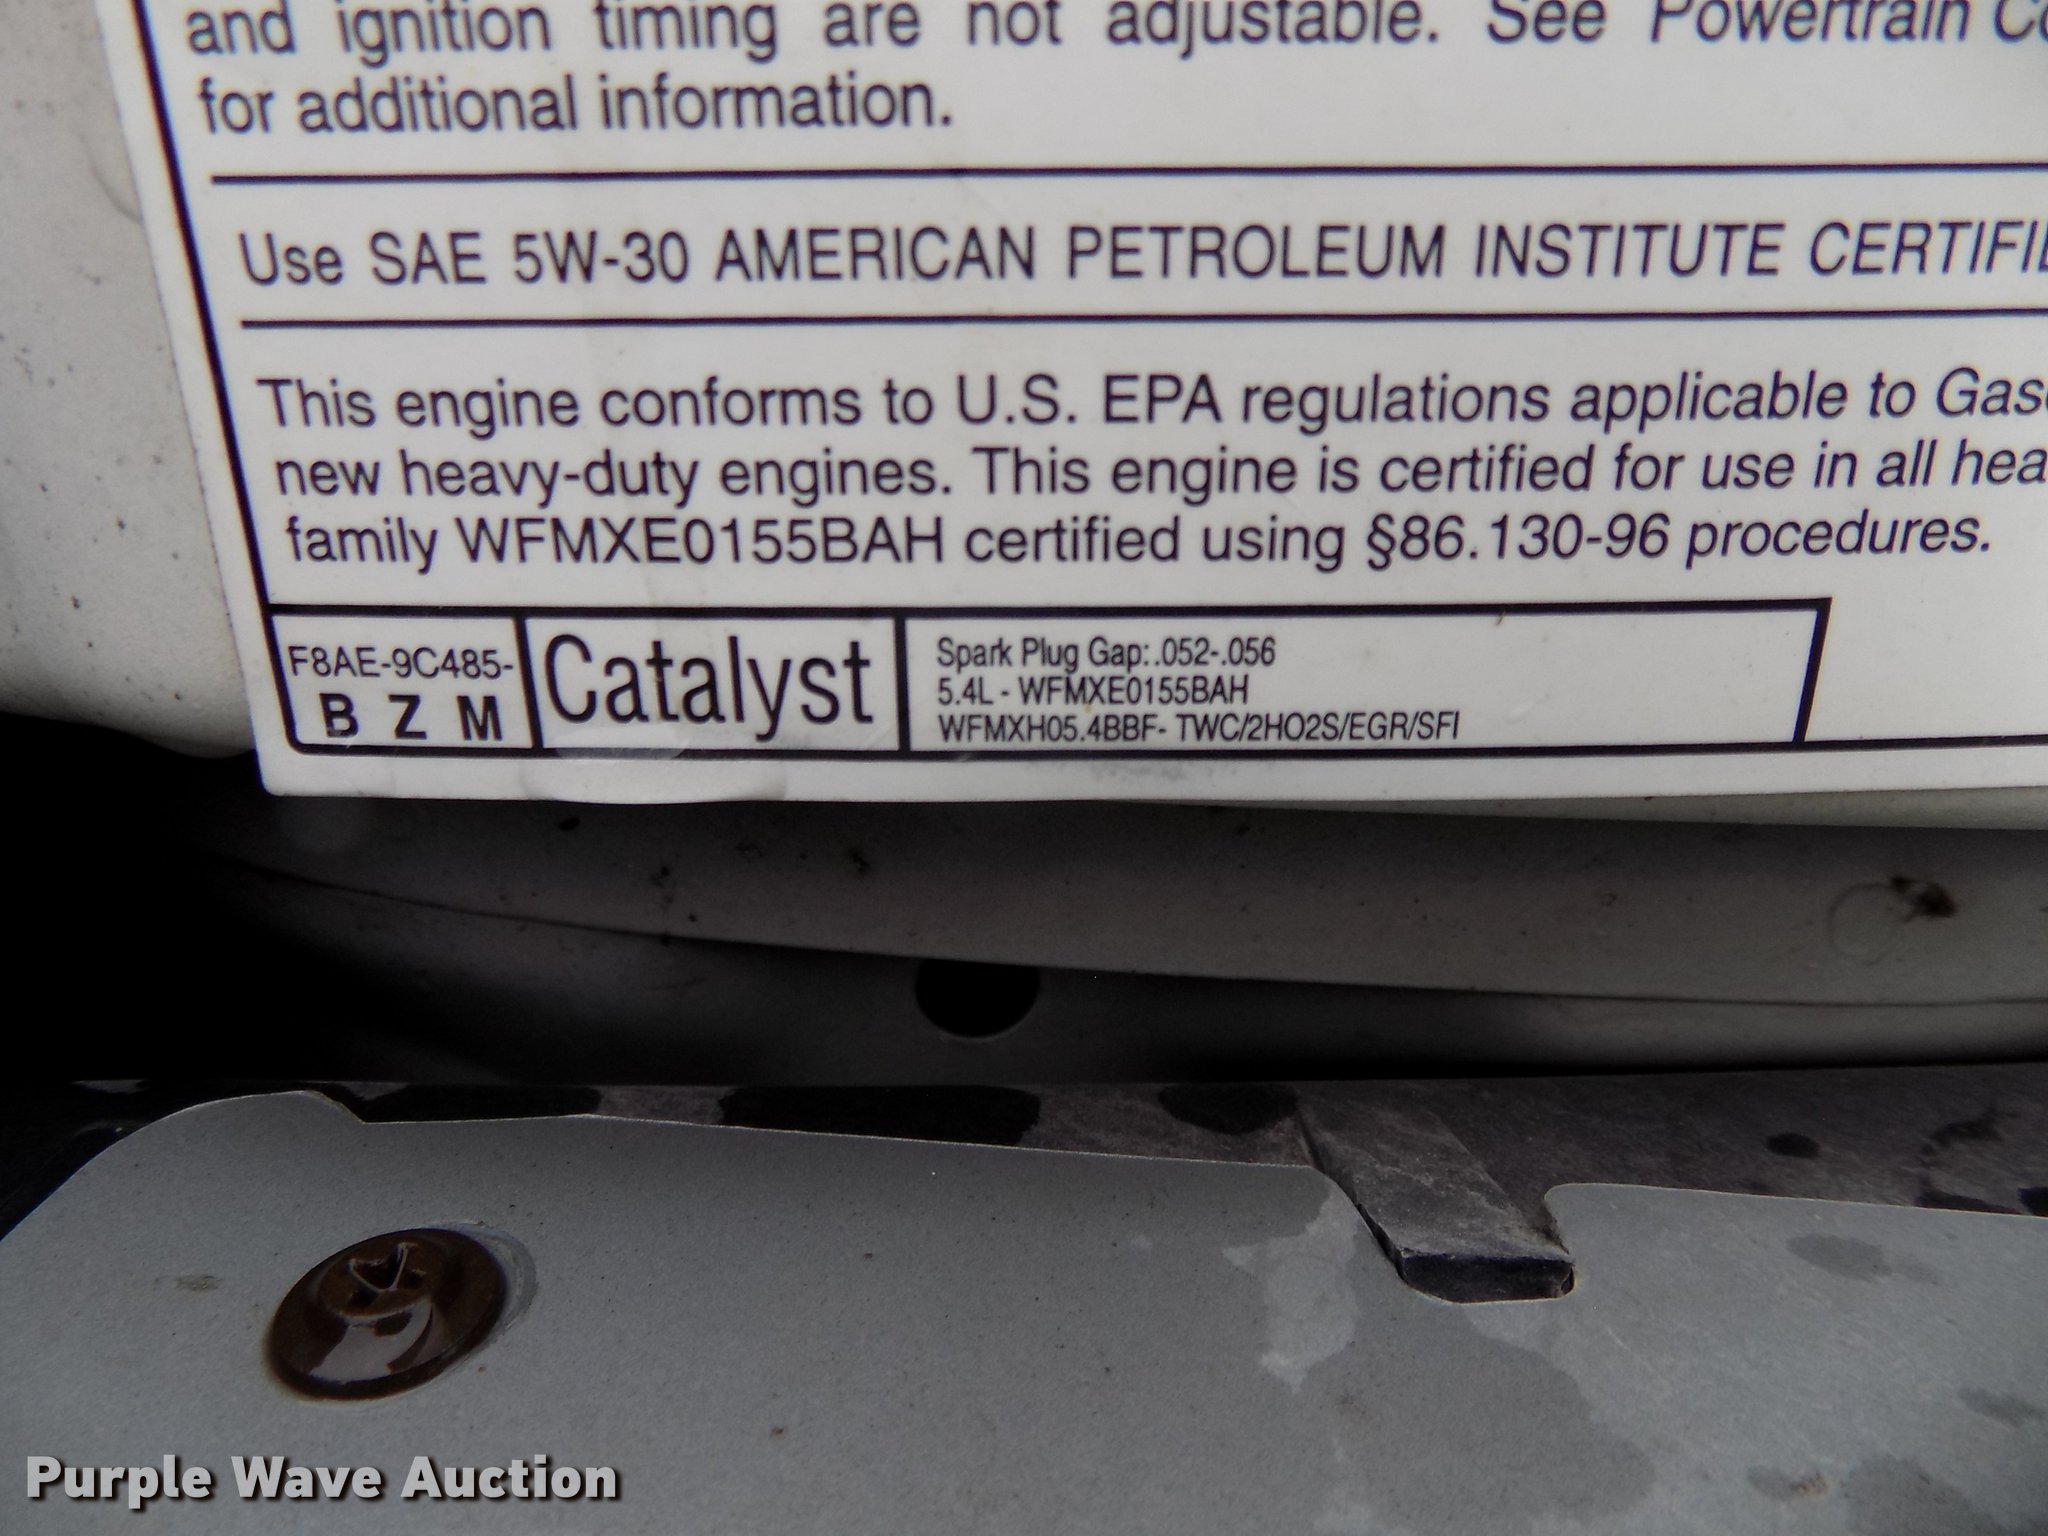 and ignition timing are not adjustable. See Powertrain
for additional information.
Use SAE 5W-30 AMERICAN PETROLEUM INSTITUTE
This engine conforms to U.S. EPA regulations applicable to
new heavy-duty engines. This engine is certified for use in all
family WFMXE0155BAH certified using §86.130-96 procedures.
F8AE-9C485-
B Z M
Catalyst
Spark Plug Gap:.052-.056
5.4L - WFMXE0155BAH
WFMXH05.4BBF- TWC/2HO2S/EGR/SFI
Purple Wave Auction